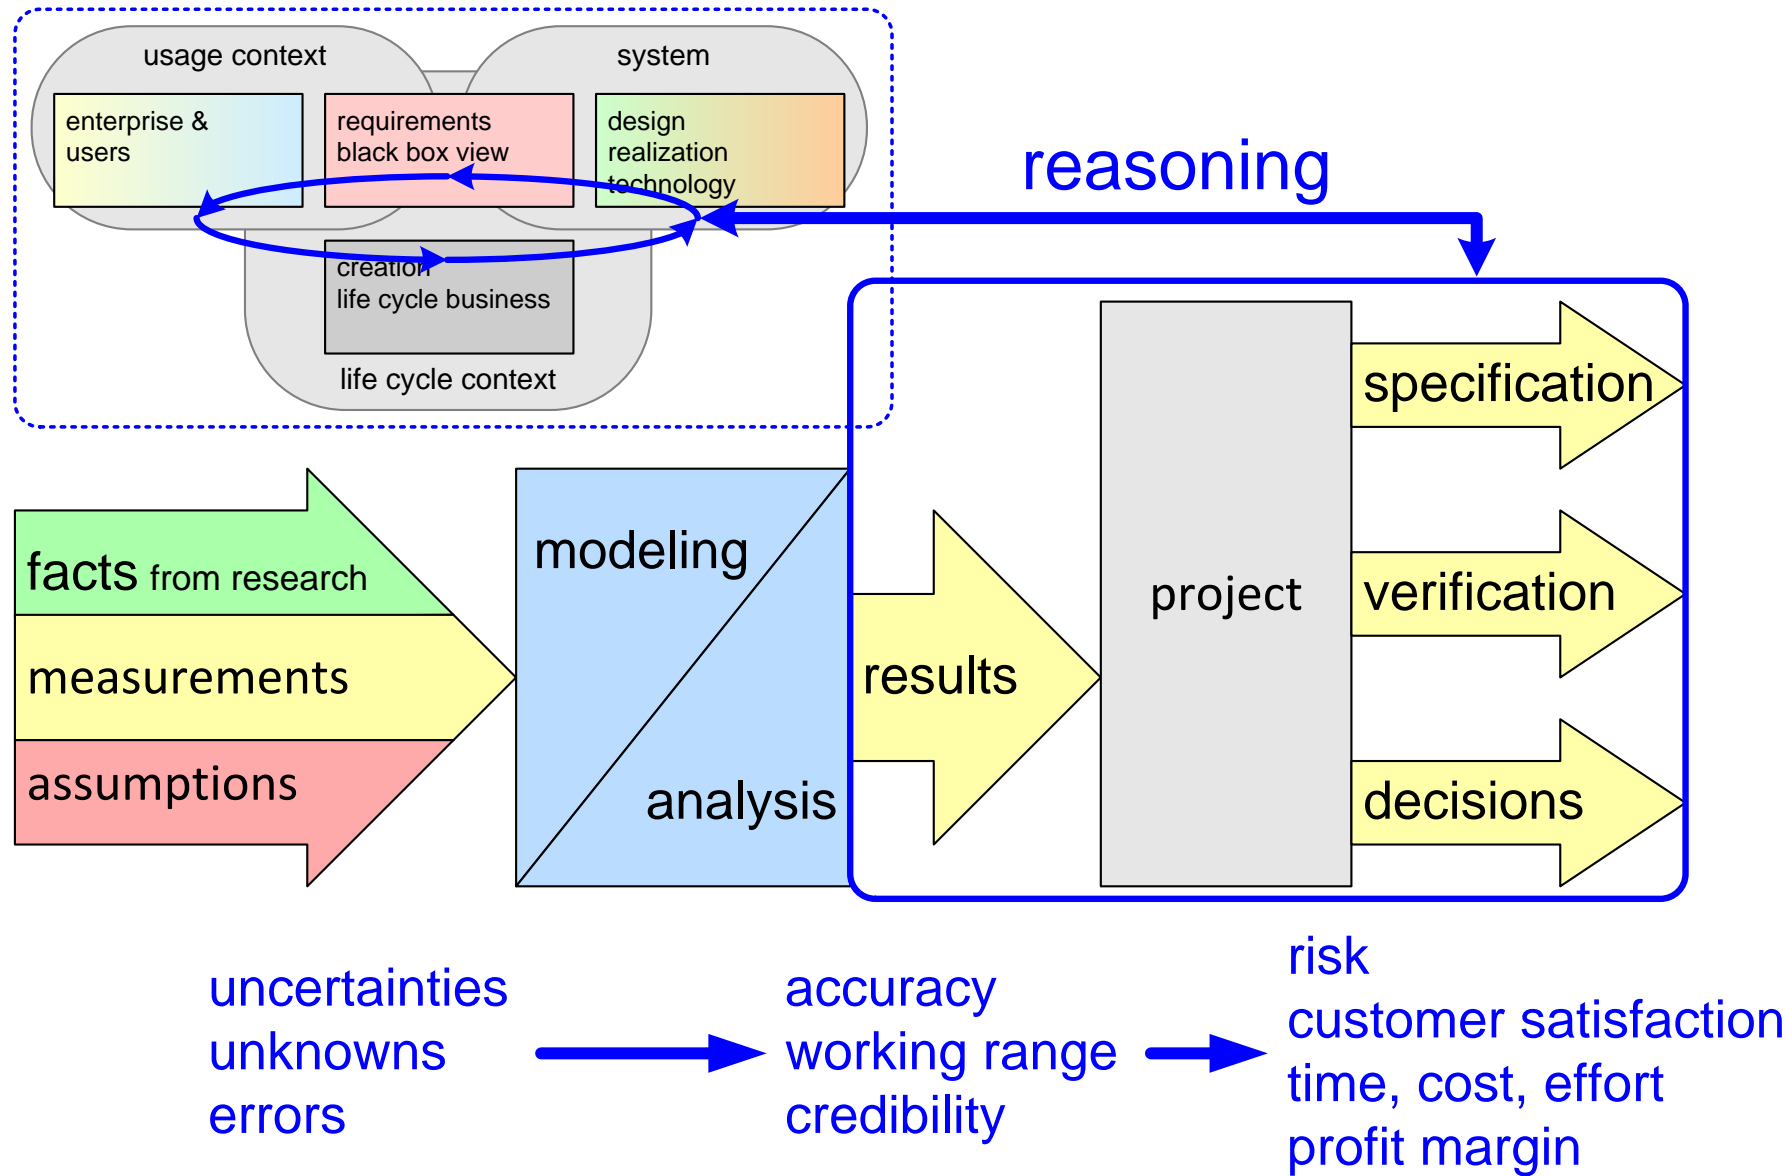 usage context
system
enterprise &
users
requirements
black box view
design
realization
technology
reasoning
creation
life cycle business
life cycle context
specification
facts from research
modeling
verification
project
measurements
results
assumptions
analysis
decisions
uncertainties
unknowns
errors
accuracy
working range
credibility
risk
customer satisfaction
time, cost, effort
profit margin